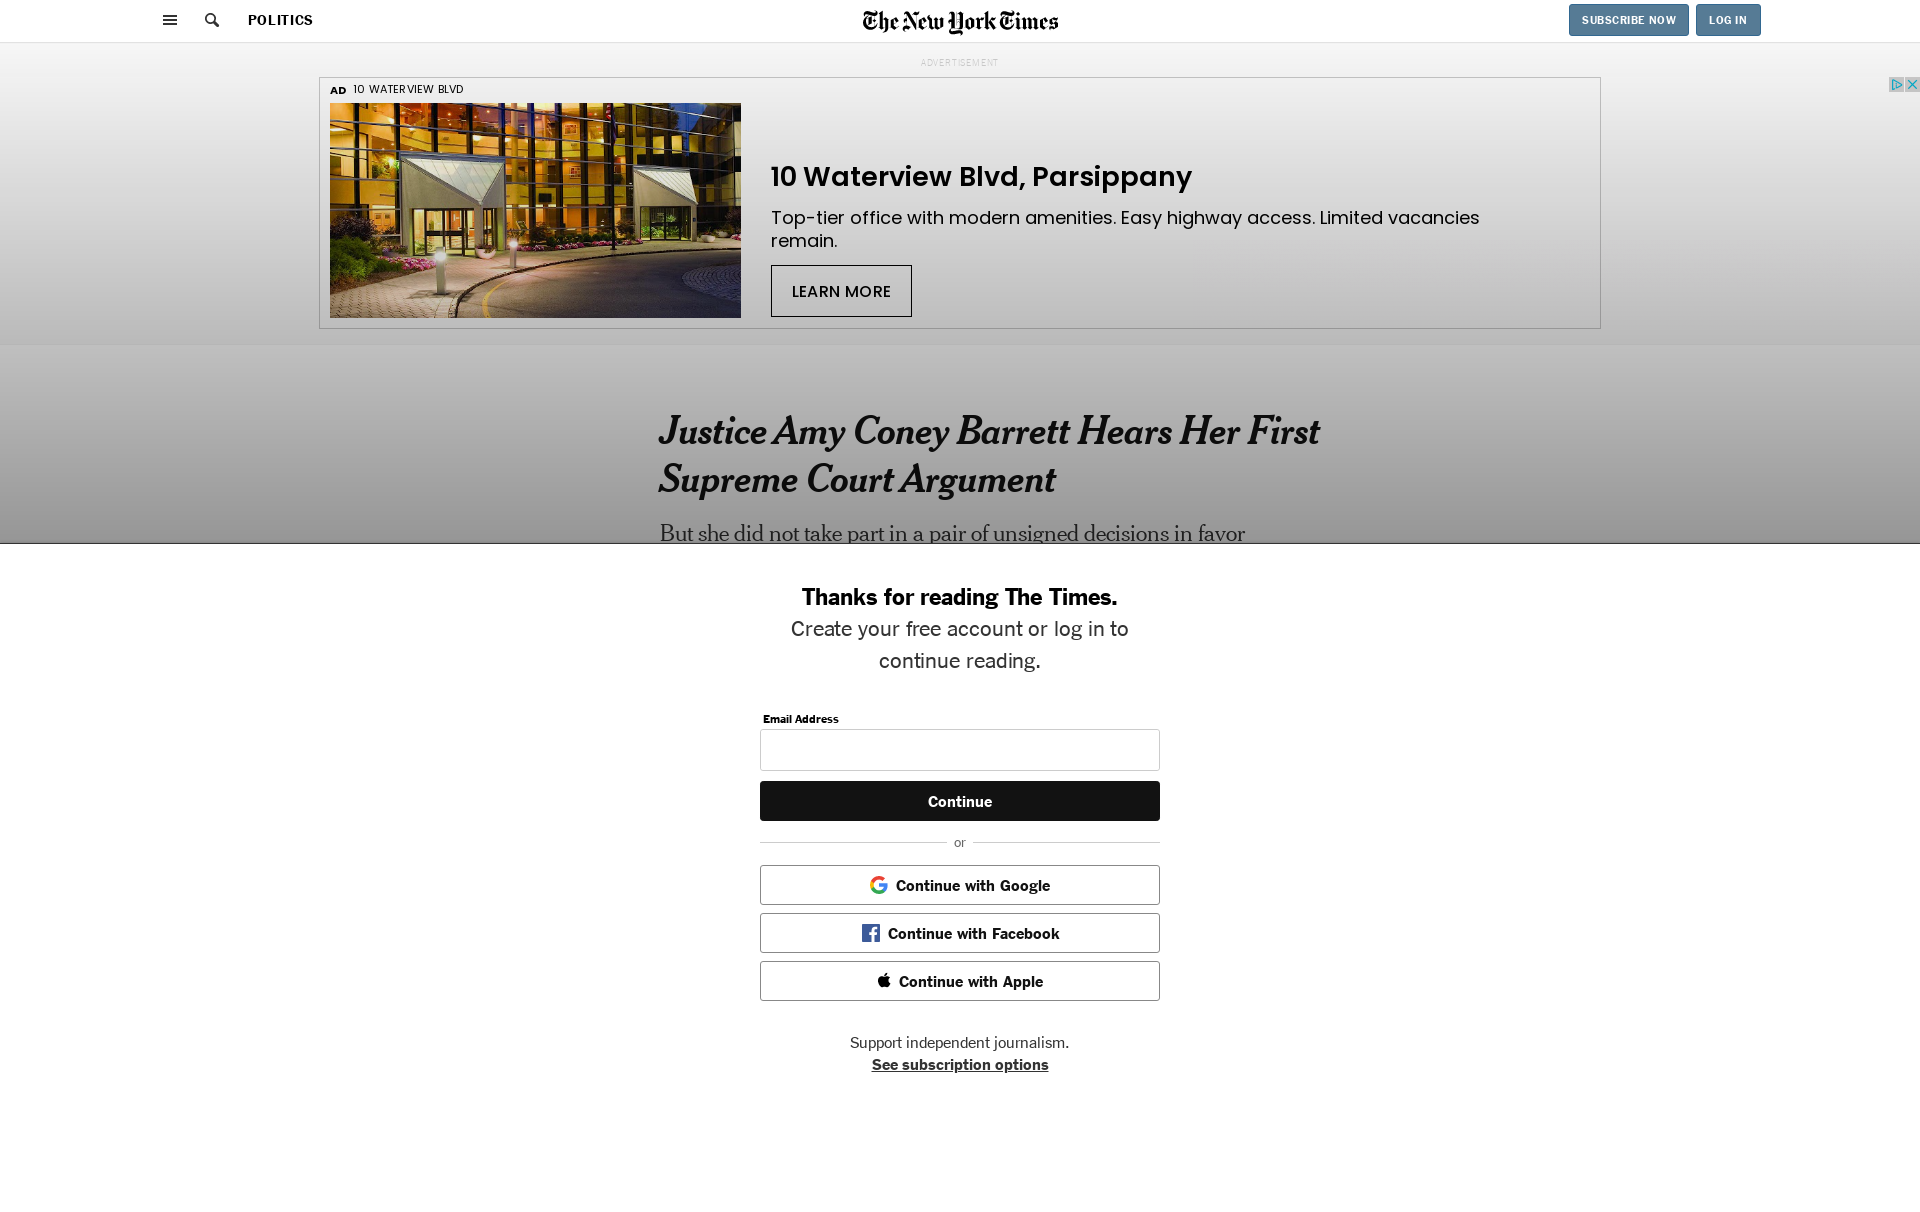 POLITICS
The New York Times
SUBSCRIBE NOW
LOG IN
ADVERTISEMENT
AD 10 WATERVIEW BLVD
10 Waterview Blvd, Parsippany
Top-tier office with modern amenities. Easy highway access. Limited vacancies
remain.
LEARN MORE
Justice Amy Coney Barrett Hears Her First
Supreme Court Argument
But she did not take part in a pair of unsigned decisions in favor
Thanks for reading The Times.
Create your free account or log in to
continue reading.
Email Address
Continue
or
Continue with Google
Continue with Facebook
Continue with Apple
Support independent journalism.
See subscription options